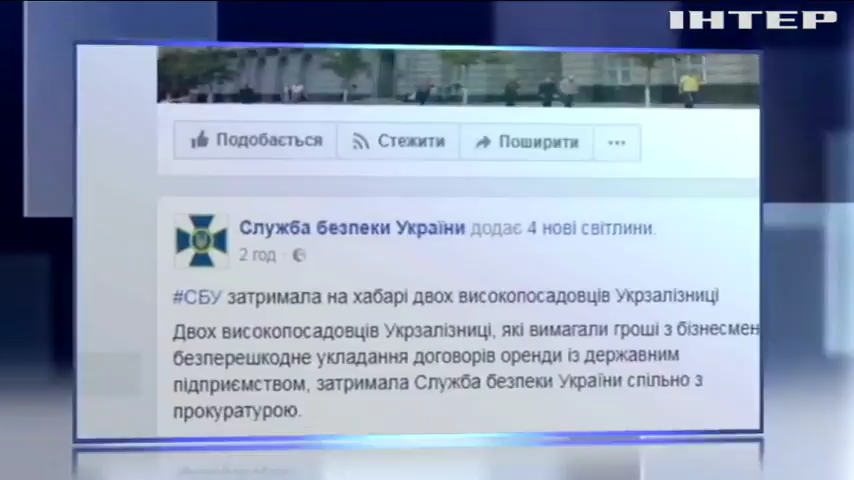 ІНТЕР
Подобається Стежити Поширити ...
Служба безпеки України додає 4 нові світлини.
2 год ·
#СБУ затримала на хабарі двох високопосадовців Укрзалізниці
Двох високопосадовців Укрзалізниці, які вимагали гроші з бізнесмен
безперешкодне укладання договорів оренди із державним
підприємством, затримала Служба безпеки України спільно з
прокуратурою.